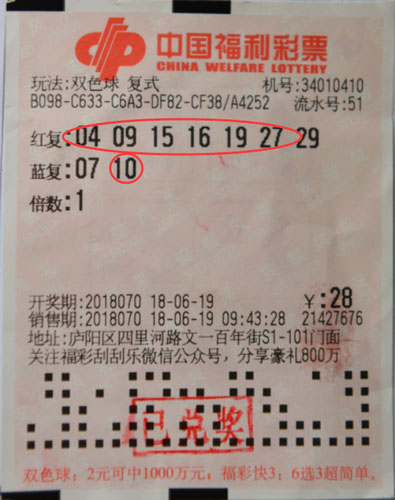 中国福利彩票
CHINA WELFARE LOTTERY
玩法:双色球 复式 机号:34010410
B098-C633-C6A3-DF82-CF38/A4252 流水号:51
红复:04 09 15 16 19 27 29
蓝复:07 10
倍数:1
开奖期:2018070 18-06-19 ¥:28
销售期:2018070 18-06-19 09:43:28 21427676
地址:庐阳区四里河路文一百年街S1-101门面
关注福彩刮刮乐微信公众号，分享豪礼800万
已兑奖
双色球：2元可中1000万元；福彩快3：6选3超简单。